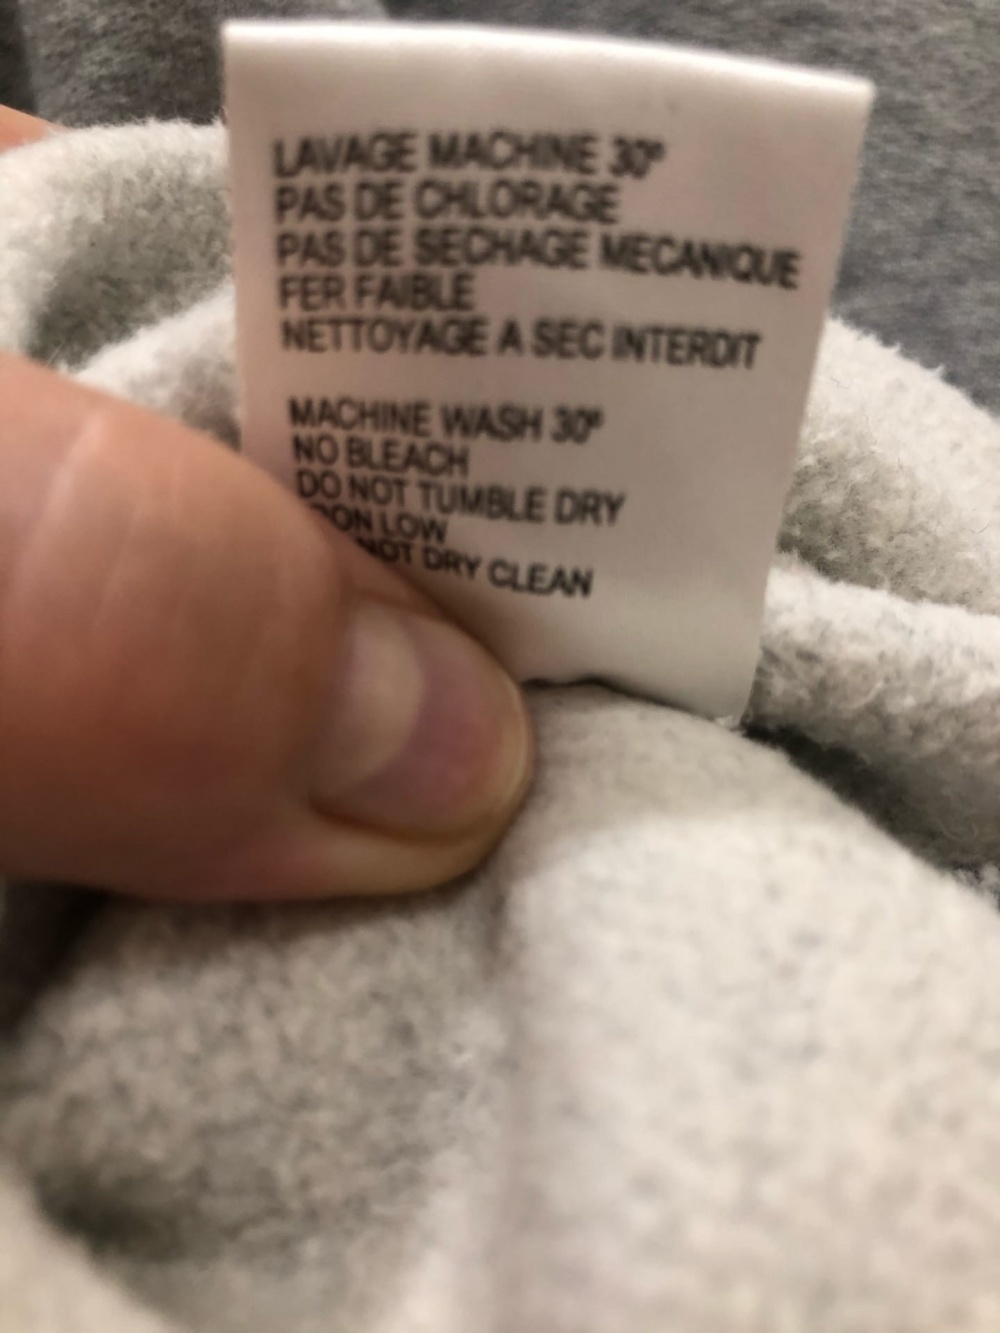 LAVAGE MACHINE 30°
PAS DE CHLORAGE
PAS DE SECHAGE MECANIQUE
FER FAIBLE
NETTOYAGE A SEC INTERDIT
MACHINE WASH 30°
NO BLEACH
DO NOT TUMBLE DRY
LOW
NOT DRY CLEAN